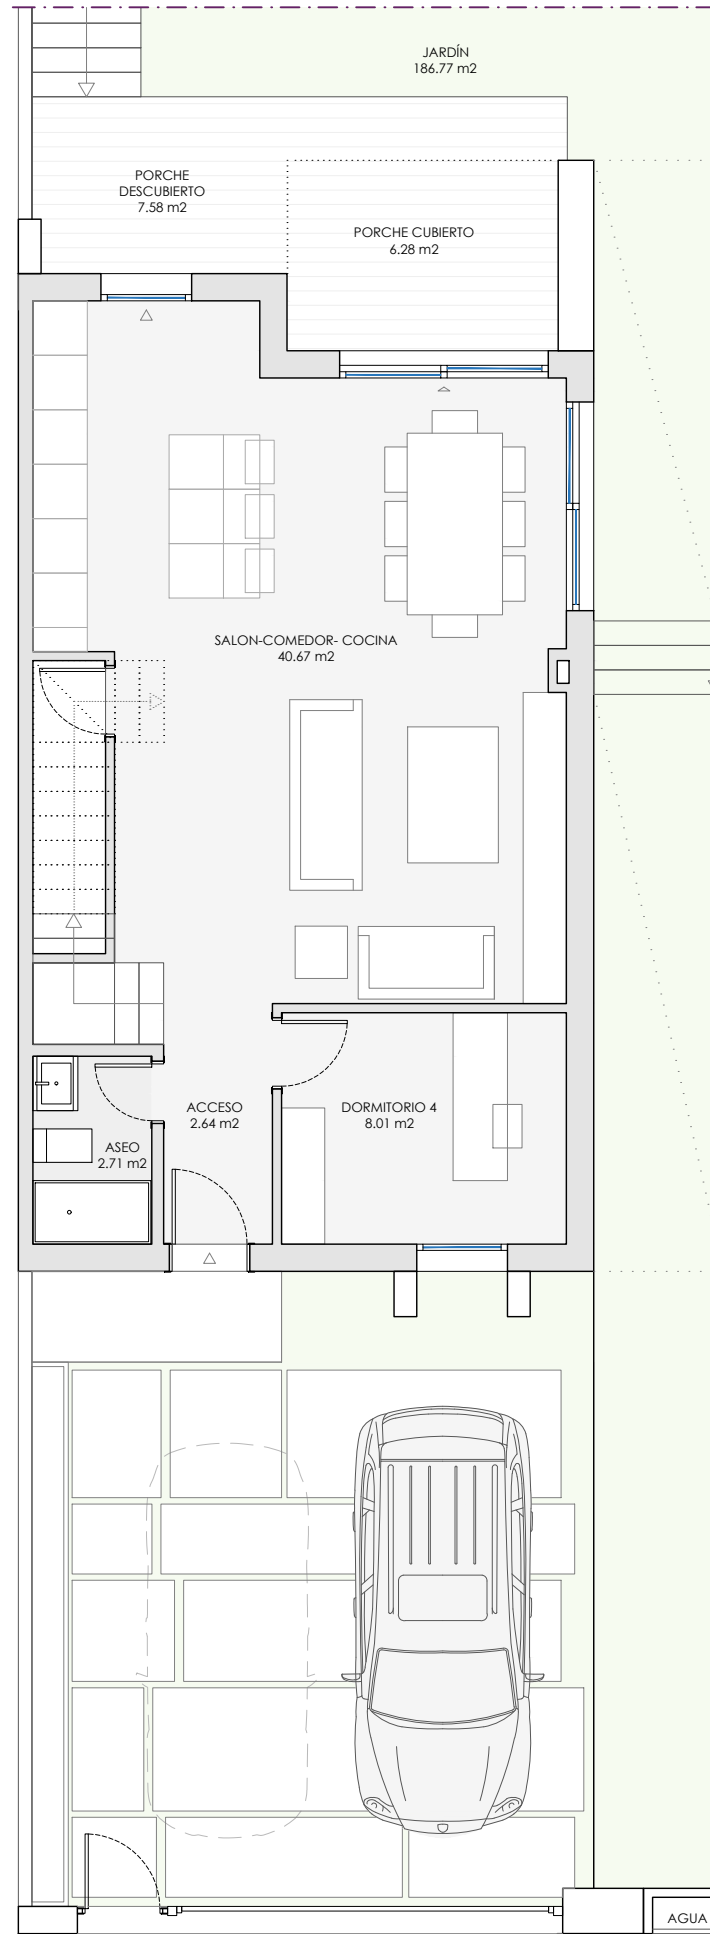 JARDÍN
186.77 m2
PORCHE
DESCUBIERTO
7.58 m2
PORCHE CUBIERTO
6.28 m2
SALON-COMEDOR- COCINA
40.67 m2
ACCESO
2.64 m2
DORMITORIO 4
8.01 m2
ASEO
2.71 m2
AGUA